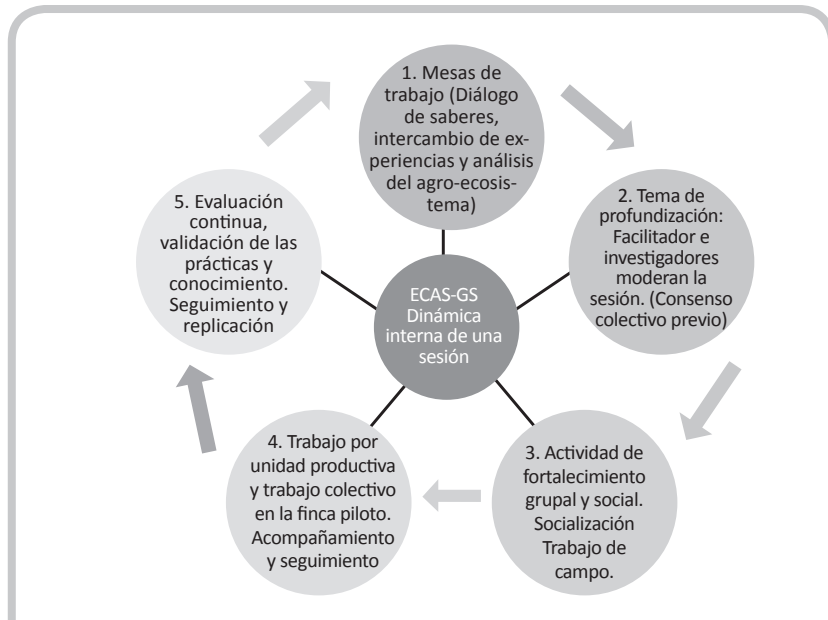 1. Mesas de
trabajo (Diálogo
de saberes,
intercambio de ex-
periencias y análisis
del agro-ecosis-
tema)
2. Tema de
profundización:
Facilitador e
investigadores
moderan la
sesión. (Consenso
colectivo previo)
3. Actividad de
fortalecimiento
grupal y social.
Socialización
Trabajo de
campo.
4. Trabajo por
unidad productiva
y trabajo colectivo
en la finca piloto.
Acompañamiento
y seguimiento
5. Evaluación
continua,
validación de las
prácticas y
conocimiento.
Seguimiento y
replicación
ECAS-GS
Dinámica
interna de una
sesión